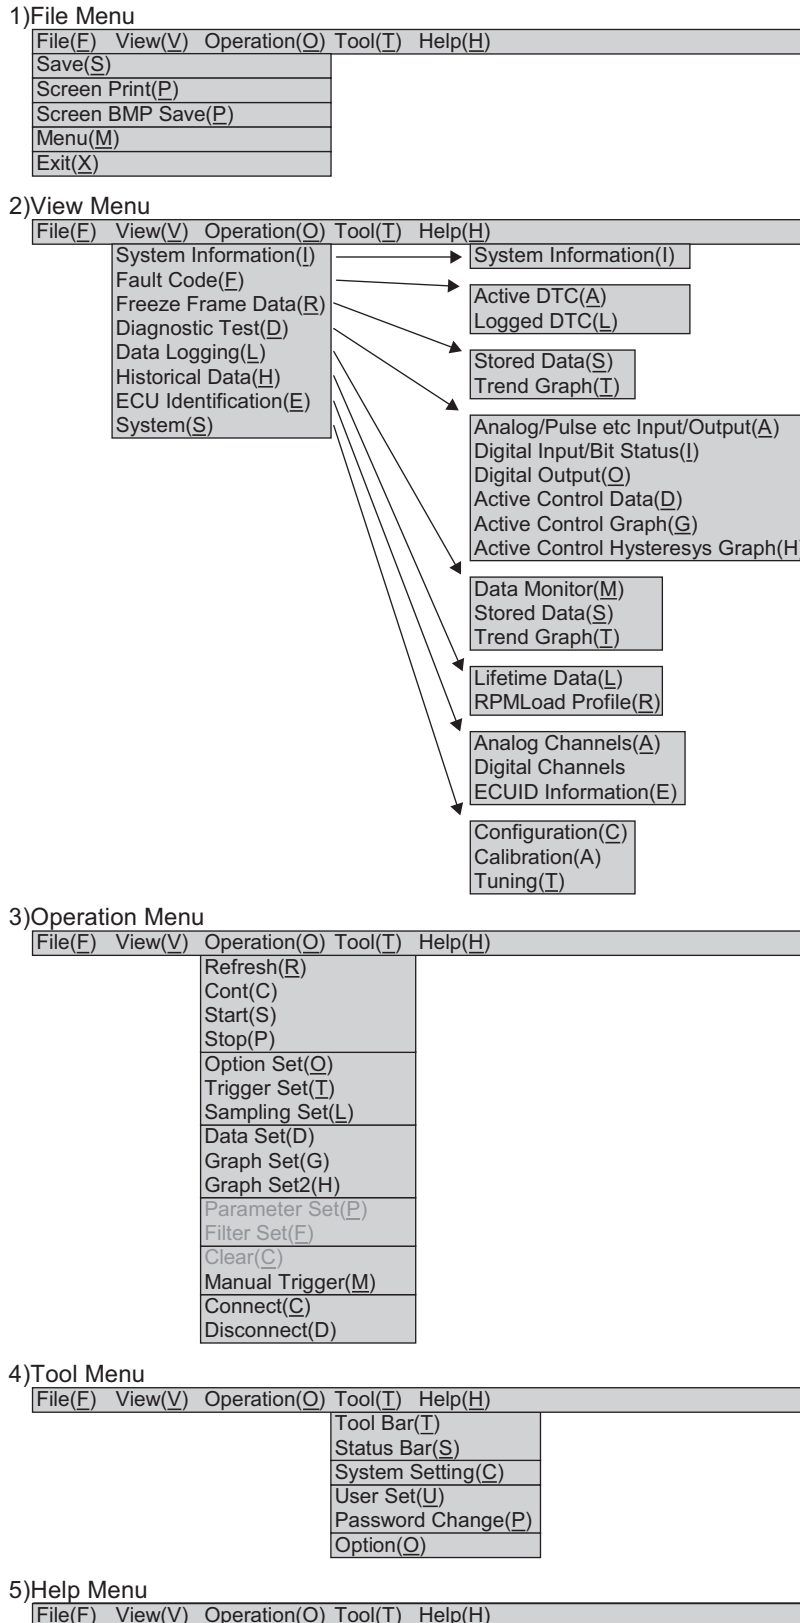 1)File Menu
File(F) View(V) Operation(O) Tool(T) Help(H)
Save(S)
Screen Print(P)
Screen BMP Save(P)
Menu(M)
Exit(X)
2)View Menu
File(F) View(V) Operation(O) Tool(T) Help(H)
System Information(I)
Fault Code(F)
Freeze Frame Data(R)
Diagnostic Test(D)
Data Logging(L)
Historical Data(H)
ECU Identification(E)
System(S)
System Information(I)
Active DTC(A)
Logged DTC(L)
Stored Data(S)
Trend Graph(T)
Analog/Pulse etc Input/Output(A)
Digital Input/Bit Status(I)
Digital Output(O)
Active Control Data(D)
Active Control Graph(G)
Active Control Hysteresys Graph(H)
Data Monitor(M)
Stored Data(S)
Trend Graph(T)
Lifetime Data(L)
RPMLoad Profile(R)
Analog Channels(A)
Digital Channels
ECUID Information(E)
Configuration(C)
Calibration(A)
Tuning(T)
3)Operation Menu
File(F) View(V) Operation(O) Tool(T) Help(H)
Refresh(R)
Cont(C)
Start(S)
Stop(P)
Option Set(O)
Trigger Set(T)
Sampling Set(L)
Data Set(D)
Graph Set(G)
Graph Set2(H)
Parameter Set(P)
Filter Set(F)
Clear(C)
Manual Trigger(M)
Connect(C)
Disconnect(D)
4)Tool Menu
File(F) View(V) Operation(O) Tool(T) Help(H)
Tool Bar(T)
Status Bar(S)
System Setting(C)
User Set(U)
Password Change(P)
Option(O)
5)Help Menu
File(F) View(V) Operation(O) Tool(T) Help(H)